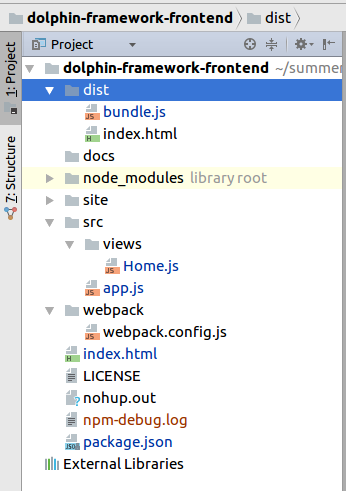 dolphin-framework-frontend dist
1: Project
7: Structure
Project
dolphin-framework-frontend ~/summer
dist
bundle.js
index.html
docs
node_modules library root
site
src
views
Home.js
app.js
webpack
webpack.config.js
index.html
LICENSE
nohup.out
npm-debug.log
package.json
External Libraries